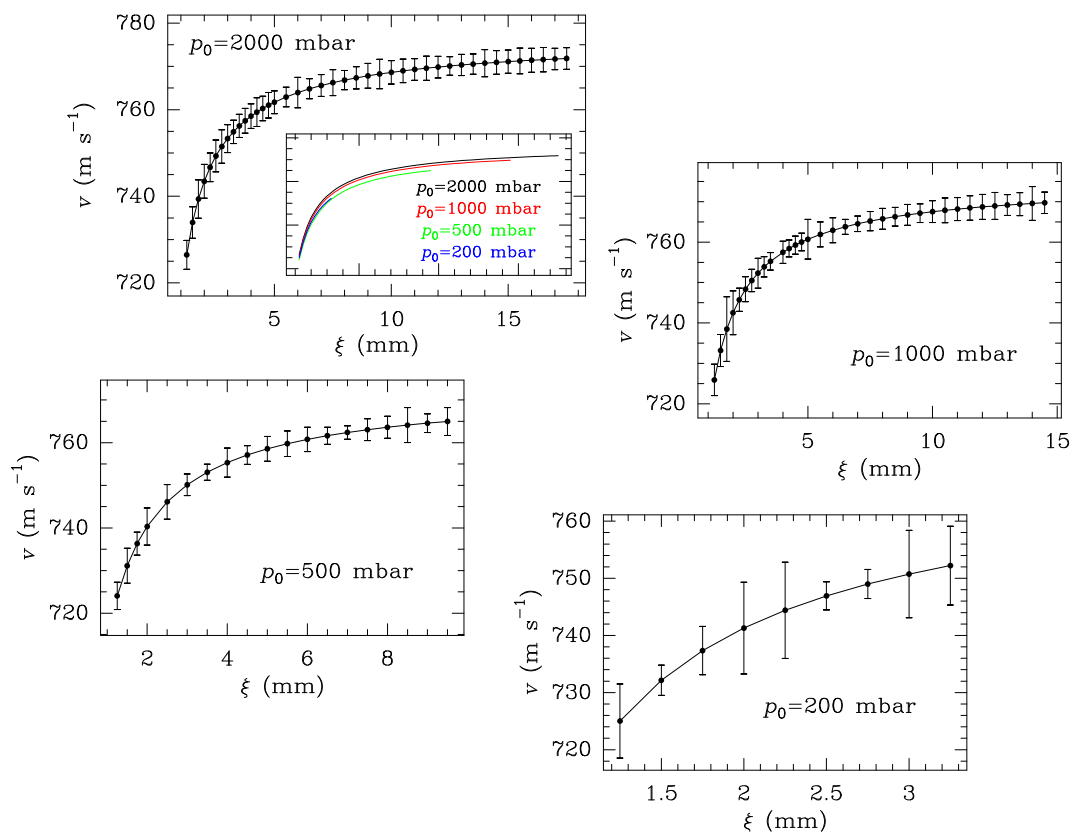 780
760
740
720
v (m s⁻¹)
p₀=2000 mbar
p₀=2000 mbar
p₀=1000 mbar
p₀=500 mbar
p₀=200 mbar
5 10 15
ξ (mm)
760
740
720
v (m s⁻¹)
p₀=1000 mbar
5 10 15
ξ (mm)
760
740
720
v (m s⁻¹)
p₀=500 mbar
2 4 6 8
ξ (mm)
760
750
740
730
720
v (m s⁻¹)
p₀=200 mbar
1.5 2 2.5 3
ξ (mm)